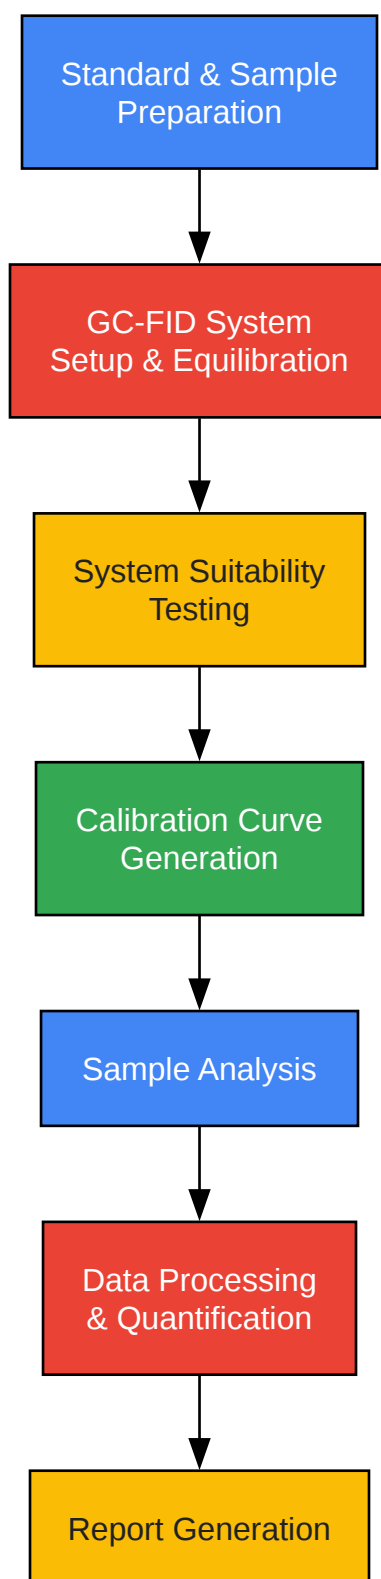 Standard & Sample
Preparation
GC-FID System
Setup & Equilibration
System Suitability
Testing
Calibration Curve
Generation
Sample Analysis
Data Processing
& Quantification
Report Generation